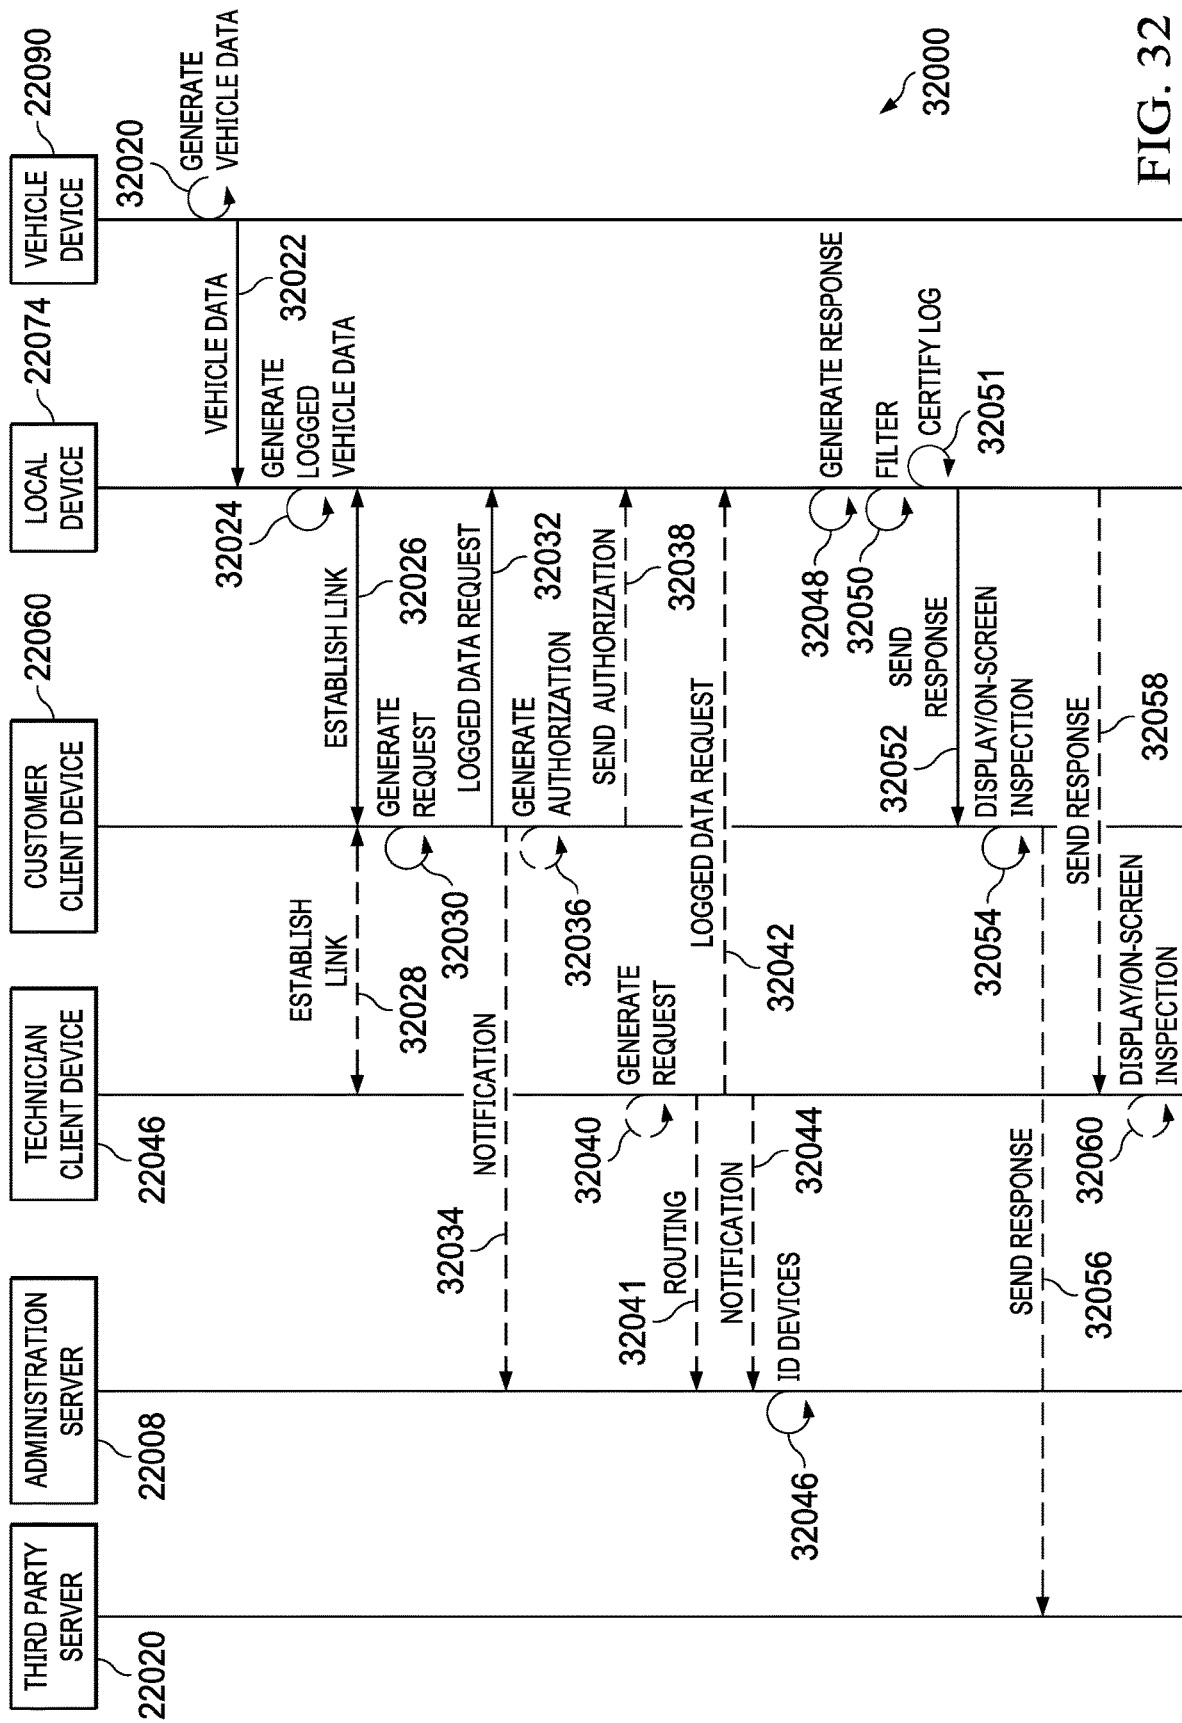 THIRD PARTY
SERVER
22020
ADMINISTRATION
SERVER
22008
TECHNICIAN
CLIENT DEVICE
22046
CUSTOMER
CLIENT DEVICE
22060
LOCAL
DEVICE
22074
VEHICLE
DEVICE
22090
32020
GENERATE
VEHICLE DATA
VEHICLE DATA
32022
32024
GENERATE
LOGGED
VEHICLE DATA
ESTABLISH
LINK
32028
ESTABLISH LINK
32026
32030
GENERATE
REQUEST
LOGGED DATA REQUEST
32032
32034
NOTIFICATION
32036
GENERATE
AUTHORIZATION
SEND AUTHORIZATION
32038
32040
GENERATE
REQUEST
32041
ROUTING
LOGGED DATA REQUEST
32042
NOTIFICATION
32044
32046
ID DEVICES
32048
GENERATE RESPONSE
32050
FILTER
CERTIFY LOG
32051
32052
SEND
RESPONSE
32054
DISPLAY/ON-SCREEN
INSPECTION
SEND RESPONSE
32056
SEND RESPONSE
32058
32060
DISPLAY/ON-SCREEN
INSPECTION
32000
FIG. 32